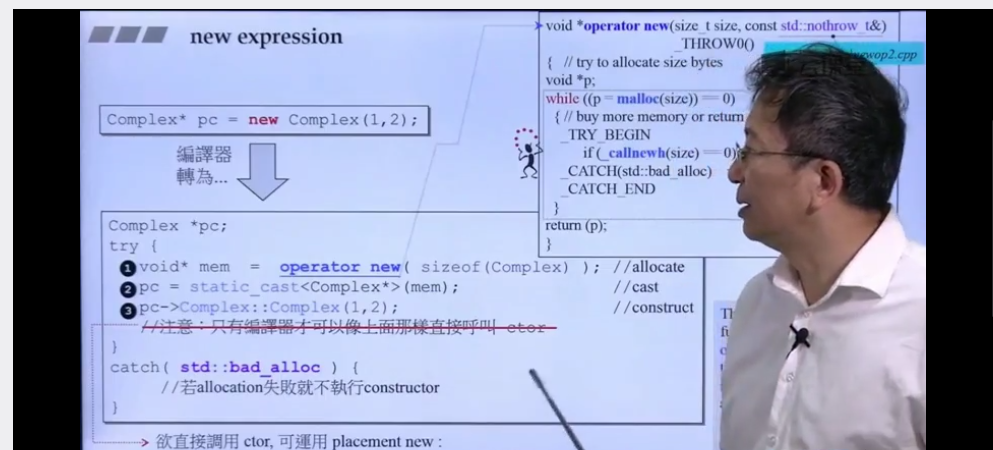 new expression
Complex* pc = new Complex(1,2);
編譯器
轉為...
Complex *pc;
try {
❶void* mem = operator new( sizeof(Complex) ); //allocate
❷pc = static_cast<Complex*>(mem); //cast
❸pc->Complex::Complex(1,2); //construct
//注意：只有編譯器才可以像上面那樣直接呼叫 ctor
}
catch( std::bad_alloc ) {
//若allocation失敗就不執行constructor
}
欲直接調用 ctor, 可運用 placement new :
void *operator new(size_t size, const std::nothrow_t&)
_THROW0()
{ // try to allocate size bytes
void *p;
while ((p = malloc(size)) == 0)
{ // buy more memory or return
_TRY_BEGIN
if (_callnewh(size) == 0)
_CATCH(std::bad_alloc)
_CATCH_END
}
return (p);
}
op2.cpp